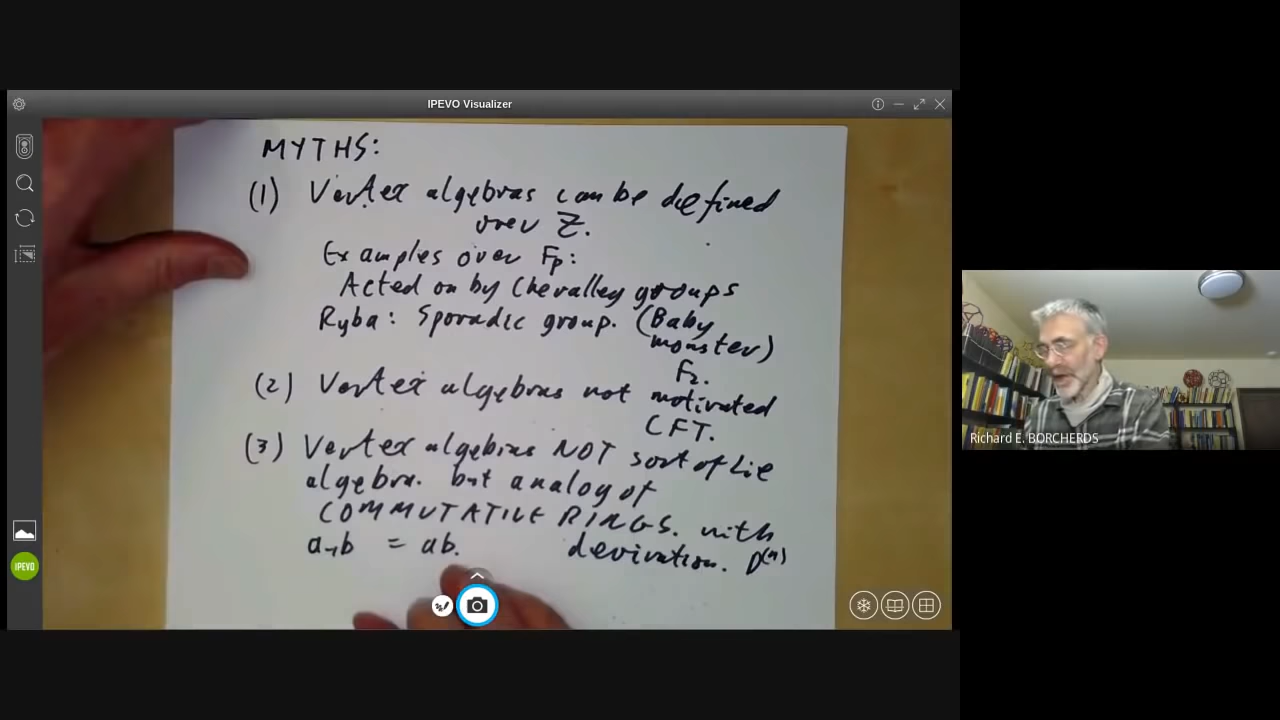 IPEVO Visualizer
MYTHS:
(1) Vertex algebras can be defined
over Z.
Examples over Fp:
Acted on by Chevalley groups
Ryba: Sporadic group. (Baby
monster)
F2.
(2) Vertex algebras not motivated
CFT.
(3) Vertex algebras NOT sort of Lie
algebra. but analog of
COMMUTATIVE RINGS. with
a₋₁b = ab. derivation. D(n)
IPEVO
Richard E. BORCHERDS